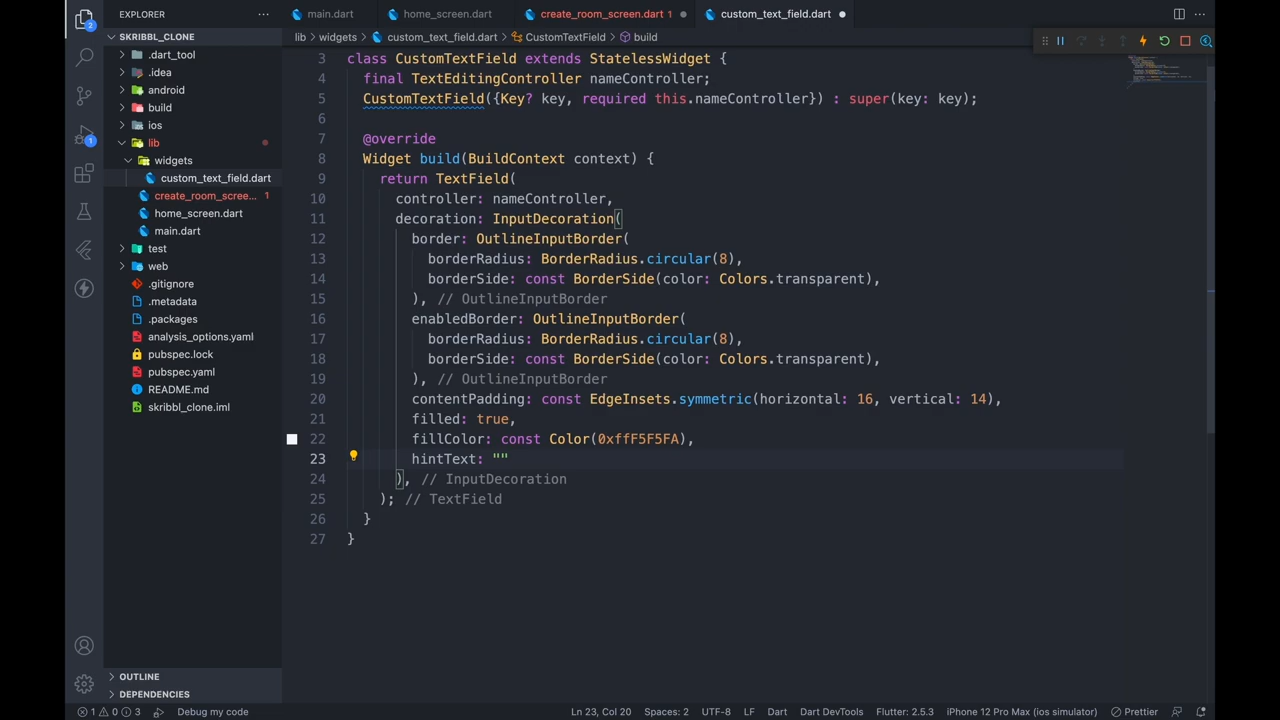 EXPLORER
main.dart
home_screen.dart
create_room_screen.dart 1
custom_text_field.dart
SKRIBBL_CLONE
lib > widgets > custom_text_field.dart > CustomTextField > build
.dart_tool
.idea
android
build
ios
lib
widgets
custom_text_field.dart
create_room_scree... 1
home_screen.dart
main.dart
test
web
.gitignore
.metadata
.packages
analysis_options.yaml
pubspec.lock
pubspec.yaml
README.md
skribbl_clone.iml
OUTLINE
DEPENDENCIES
2
1
3 class CustomTextField extends StatelessWidget {
4 final TextEditingController nameController;
5 CustomTextField({Key? key, required this.nameController}) : super(key: key);
6
7 @override
8 Widget build(BuildContext context) {
9 return TextField(
10 controller: nameController,
11 decoration: InputDecoration(
12 border: OutlineInputBorder(
13 borderRadius: BorderRadius.circular(8),
14 borderSide: const BorderSide(color: Colors.transparent),
15 ), // OutlineInputBorder
16 enabledBorder: OutlineInputBorder(
17 borderRadius: BorderRadius.circular(8),
18 borderSide: const BorderSide(color: Colors.transparent),
19 ), // OutlineInputBorder
20 contentPadding: const EdgeInsets.symmetric(horizontal: 16, vertical: 14),
21 filled: true,
22 fillColor: const Color(0xffF5F5FA),
23 hintText: ""
24 ), // InputDecoration
25 ); // TextField
26 }
27 }
1 0 3 Debug my code Ln 23, Col 20 Spaces: 2 UTF-8 LF Dart Dart DevTools Flutter: 2.5.3 iPhone 12 Pro Max (ios simulator) Prettier